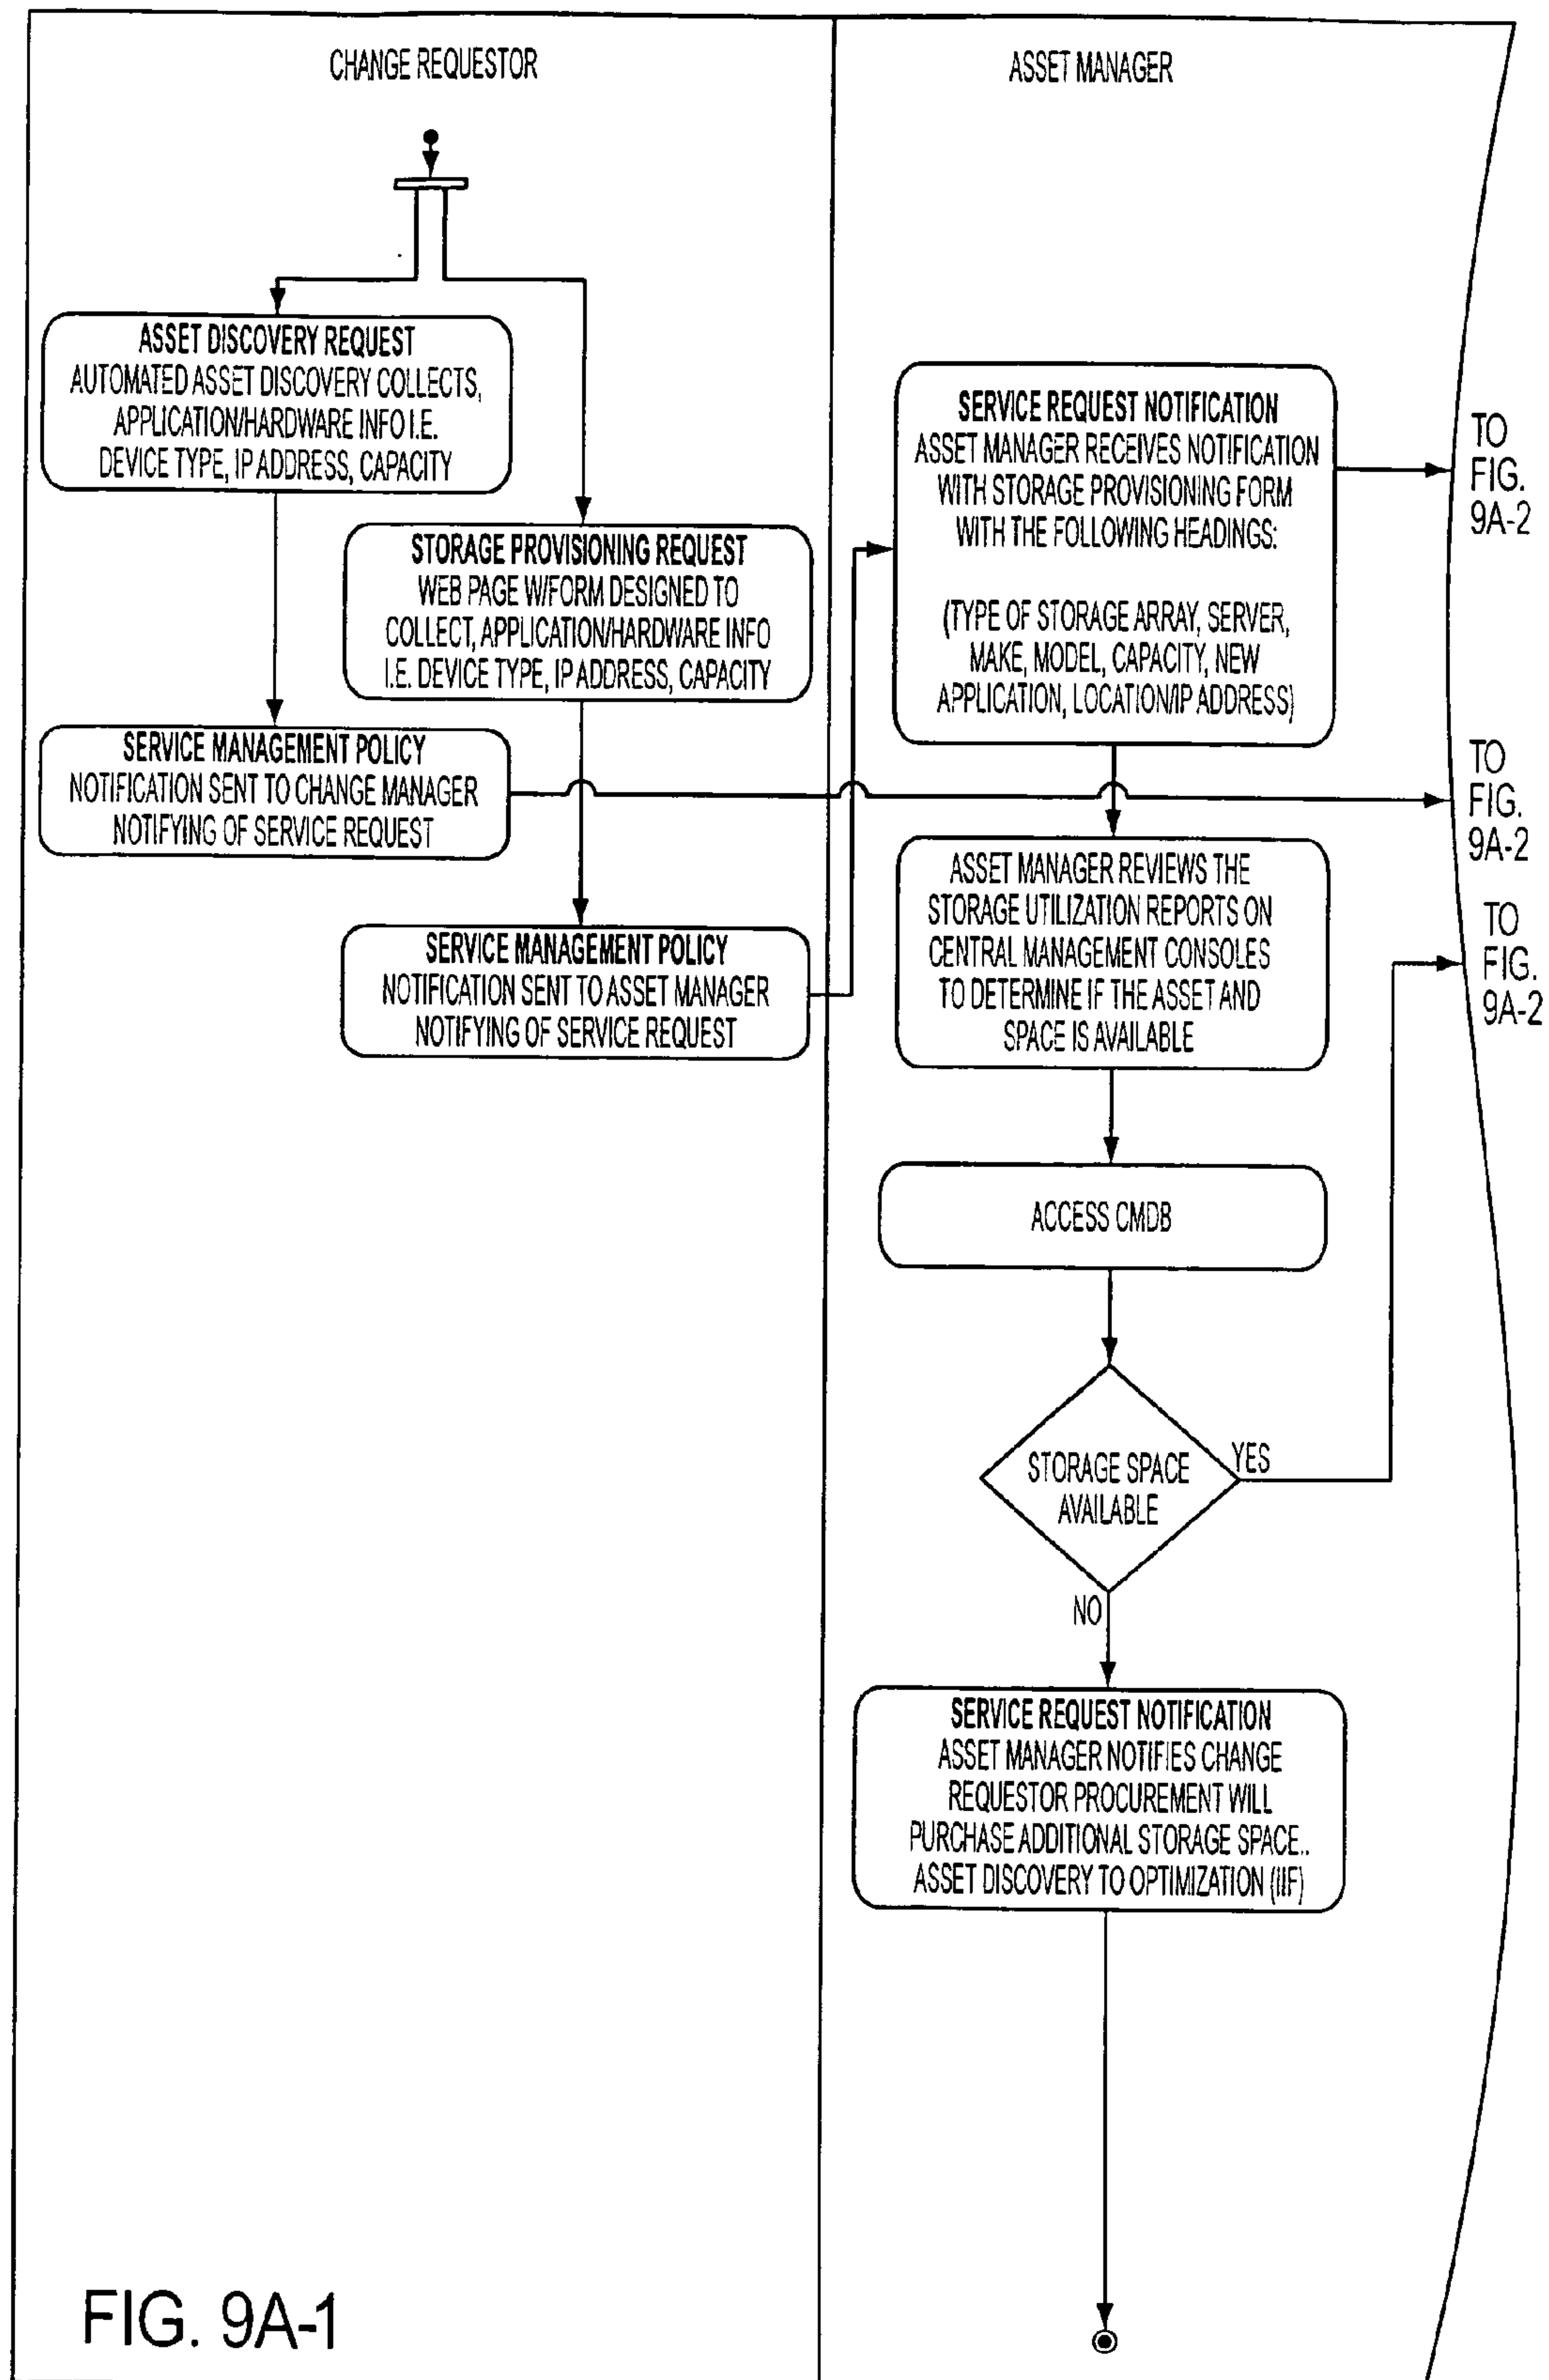 CHANGE REQUESTOR
ASSET MANAGER
ASSET DISCOVERY REQUEST
AUTOMATED ASSET DISCOVERY COLLECTS,
APPLICATION/HARDWARE INFO I.E.
DEVICE TYPE, IP ADDRESS, CAPACITY
STORAGE PROVISIONING REQUEST
WEB PAGE W/FORM DESIGNED TO
COLLECT, APPLICATION/HARDWARE INFO
I.E. DEVICE TYPE, IP ADDRESS, CAPACITY
SERVICE MANAGEMENT POLICY
NOTIFICATION SENT TO CHANGE MANAGER
NOTIFYING OF SERVICE REQUEST
SERVICE MANAGEMENT POLICY
NOTIFICATION SENT TO ASSET MANAGER
NOTIFYING OF SERVICE REQUEST
SERVICE REQUEST NOTIFICATION
ASSET MANAGER RECEIVES NOTIFICATION
WITH STORAGE PROVISIONING FORM
WITH THE FOLLOWING HEADINGS:
(TYPE OF STORAGE ARRAY, SERVER,
MAKE, MODEL, CAPACITY, NEW
APPLICATION, LOCATION/IP ADDRESS)
TO
FIG.
9A-2
TO
FIG.
9A-2
ASSET MANAGER REVIEWS THE
STORAGE UTILIZATION REPORTS ON
CENTRAL MANAGEMENT CONSOLES
TO DETERMINE IF THE ASSET AND
SPACE IS AVAILABLE
TO
FIG.
9A-2
ACCESS CMDB
STORAGE SPACE
AVAILABLE
YES
NO
SERVICE REQUEST NOTIFICATION
ASSET MANAGER NOTIFIES CHANGE
REQUESTOR PROCUREMENT WILL
PURCHASE ADDITIONAL STORAGE SPACE..
ASSET DISCOVERY TO OPTIMIZATION (IIF)
FIG. 9A-1